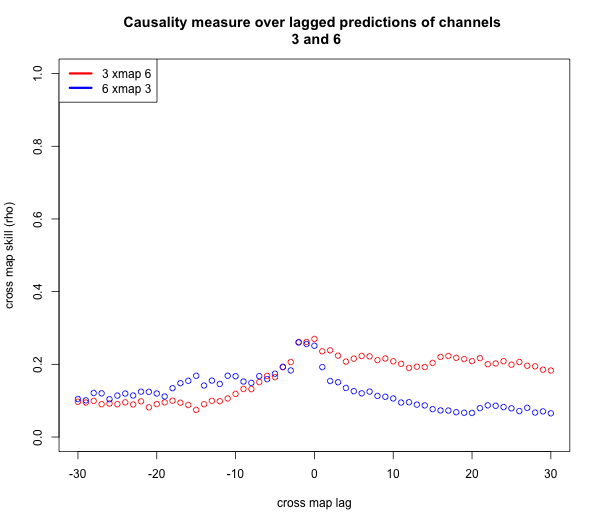 Causality measure over lagged predictions of channels
3 and 6
3 xmap 6
6 xmap 3
cross map skill (rho)
1.0
0.8
0.6
0.4
0.2
0.0
-30
-20
-10
0
10
20
30
cross map lag